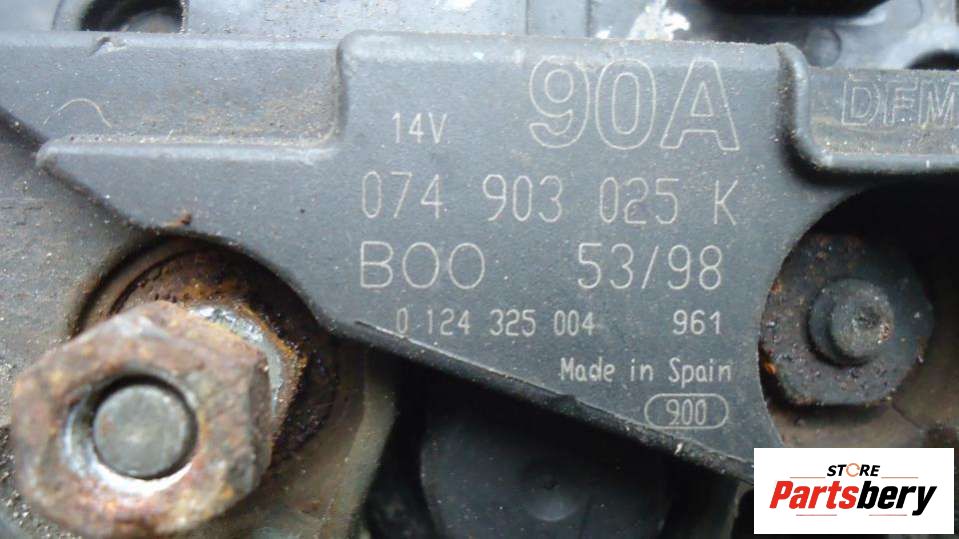 90A
14V
DFM
074 903 025 K
BOO 53/98
0 124 325 004 961
Made in Spain
900
STORE
Partsbery